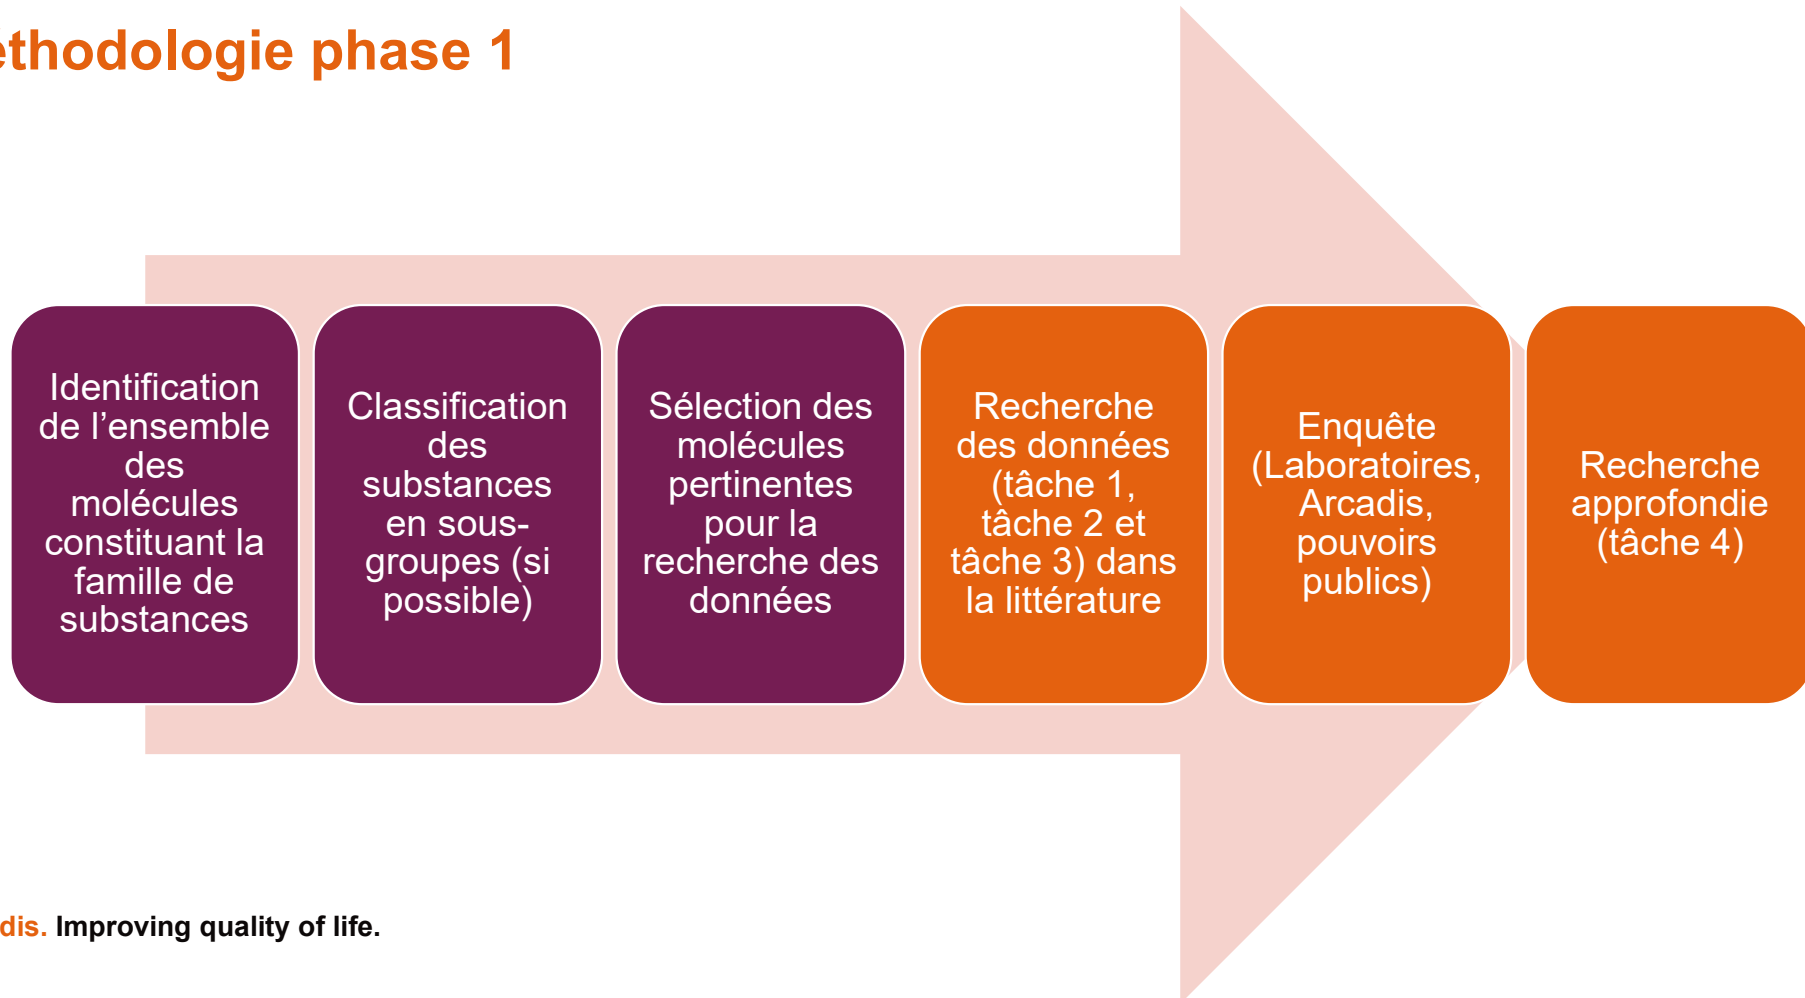 éthodologie phase 1
Identification
de l’ensemble
des
molécules
constituant la
famille de
substances
Classification
des
substances
en sous-
groupes (si
possible)
Sélection des
molécules
pertinentes
pour la
recherche des
données
Recherche
des données
(tâche 1,
tâche 2 et
tâche 3) dans
la littérature
Enquête
(Laboratoires,
Arcadis,
pouvoirs
publics)
Recherche
approfondie
(tâche 4)
dis. Improving quality of life.